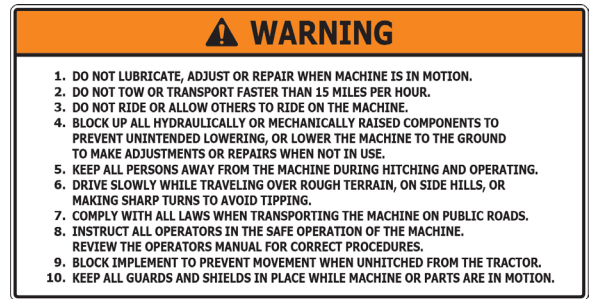 WARNING
1. DO NOT LUBRICATE, ADJUST OR REPAIR WHEN MACHINE IS IN MOTION.
2. DO NOT TOW OR TRANSPORT FASTER THAN 15 MILES PER HOUR.
3. DO NOT RIDE OR ALLOW OTHERS TO RIDE ON THE MACHINE.
4. BLOCK UP ALL HYDRAULICALLY OR MECHANICALLY RAISED COMPONENTS TO
PREVENT UNINTENDED LOWERING, OR LOWER THE MACHINE TO THE GROUND
TO MAKE ADJUSTMENTS OR REPAIRS WHEN NOT IN USE.
5. KEEP ALL PERSONS AWAY FROM THE MACHINE DURING HITCHING AND OPERATING.
6. DRIVE SLOWLY WHILE TRAVELING OVER ROUGH TERRAIN, ON SIDE HILLS, OR
MAKING SHARP TURNS TO AVOID TIPPING.
7. COMPLY WITH ALL LAWS WHEN TRANSPORTING THE MACHINE ON PUBLIC ROADS.
8. INSTRUCT ALL OPERATORS IN THE SAFE OPERATION OF THE MACHINE.
REVIEW THE OPERATORS MANUAL FOR CORRECT PROCEDURES.
9. BLOCK IMPLEMENT TO PREVENT MOVEMENT WHEN UNHITCHED FROM THE TRACTOR.
10. KEEP ALL GUARDS AND SHIELDS IN PLACE WHILE MACHINE OR PARTS ARE IN MOTION.